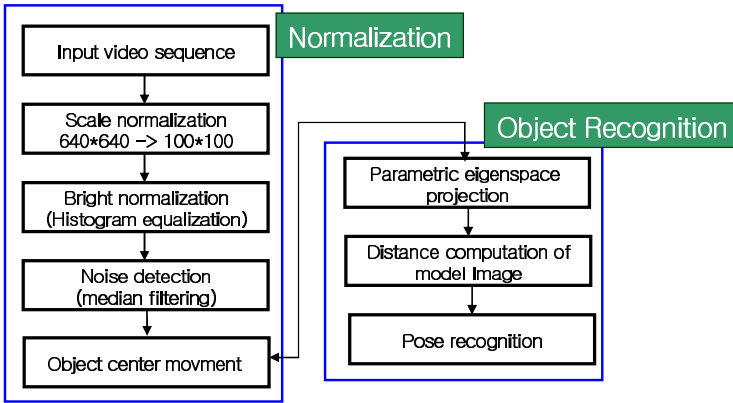 Normalization
Input video sequence
Scale normalization
640*640 -> 100*100
Bright normalization
(Histogram equalization)
Noise detection
(median filtering)
Object center movment
Object Recognition
Parametric eigenspace
projection
Distance computation of
model Image
Pose recognition